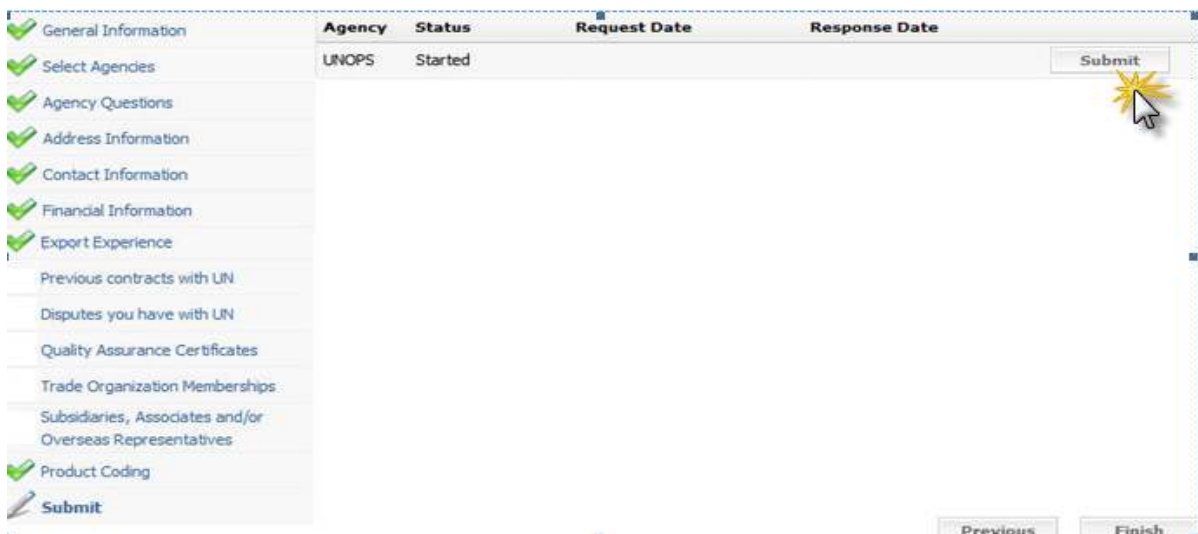 General Information
Select Agencies
Agency Questions
Address Information
Contact Information
Financial Information
Export Experience
Previous contracts with UN
Disputes you have with UN
Quality Assurance Certificates
Trade Organization Memberships
Subsidiaries, Associates and/or
Overseas Representatives
Product Coding
Submit
Agency Status Request Date Response Date
UNOPS Started Submit
Previous Finish